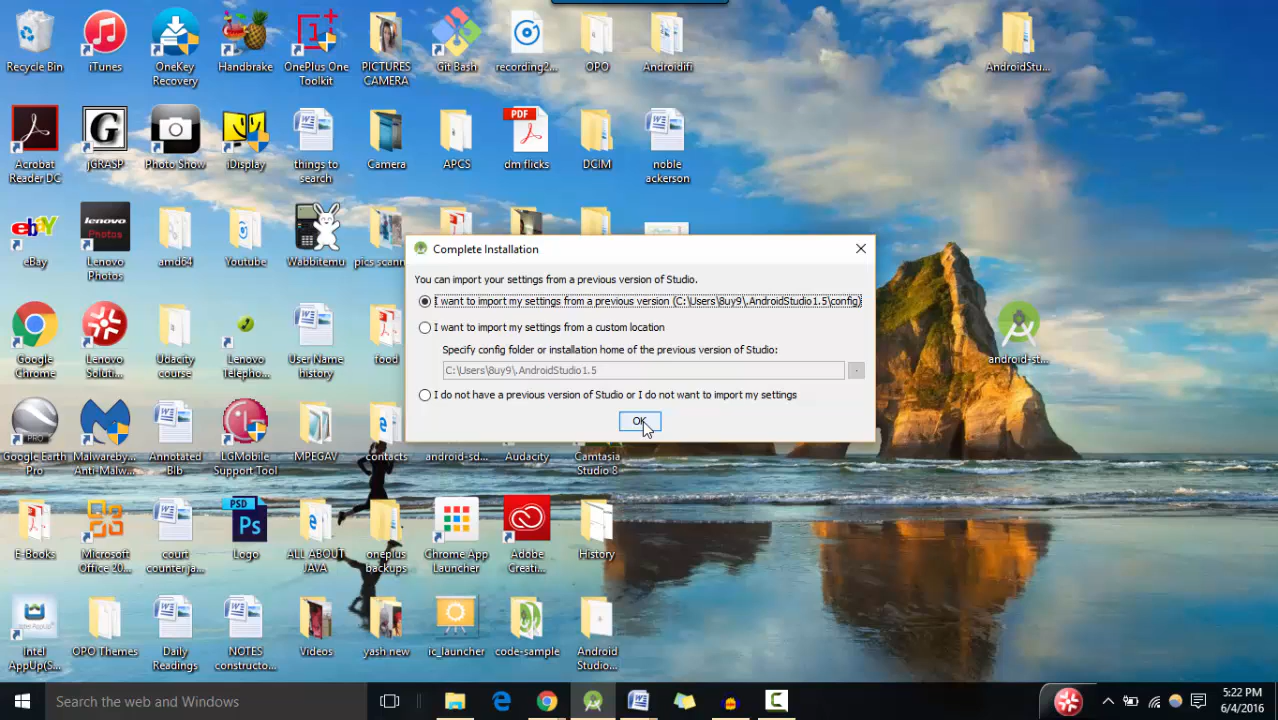 Recycle Bin
iTunes
OneKey
Recovery
Handbrake
OnePlus One
Toolkit
PICTURES
CAMERA
Git Bash
recording2...
OPO
Androidifi
AndroidStu...
Acrobat
Reader DC
jGRASP
Photo Show
iDisplay
things to
search
Camera
APCS
PDF
dm flicks
DCIM
noble
ackerson
eBay
lenovo
Photos
Lenovo
Photos
amd64
Youtube
Wabbitemu
pics scann
Complete Installation
You can import your settings from a previous version of Studio.
I want to import my settings from a previous version (C:\Users\8uy9\.AndroidStudio1.5\config)
I want to import my settings from a custom location
Specify config folder or installation home of the previous version of Studio:
C:\Users\8uy9\.AndroidStudio1.5
I do not have a previous version of Studio or I do not want to import my settings
OK
Google
Chrome
Lenovo
Soluti...
Udacity
course
Lenovo
Telepho...
User Name
history
food
android-st...
PRO
Google Earth
Pro
Malwareby...
Anti-Malw...
Annotated
Bib
LGMobile
Support Tool
MPEGAV
contacts
android-sd...
Audacity
Camtasia
Studio 8
E-Books
Microsoft
Office 20...
court
counter ja...
PSD
Ps
Logo
ALL ABOUT
JAVA
oneplus
backups
Chrome App
Launcher
Adobe
Creati...
History
Intel
AppUp(S...
OPO Themes
Daily
Readings
NOTES
constructo...
Videos
yash new
ic_launcher
code-sample
Android
Studio...
Search the web and Windows
5:22 PM
6/4/2016